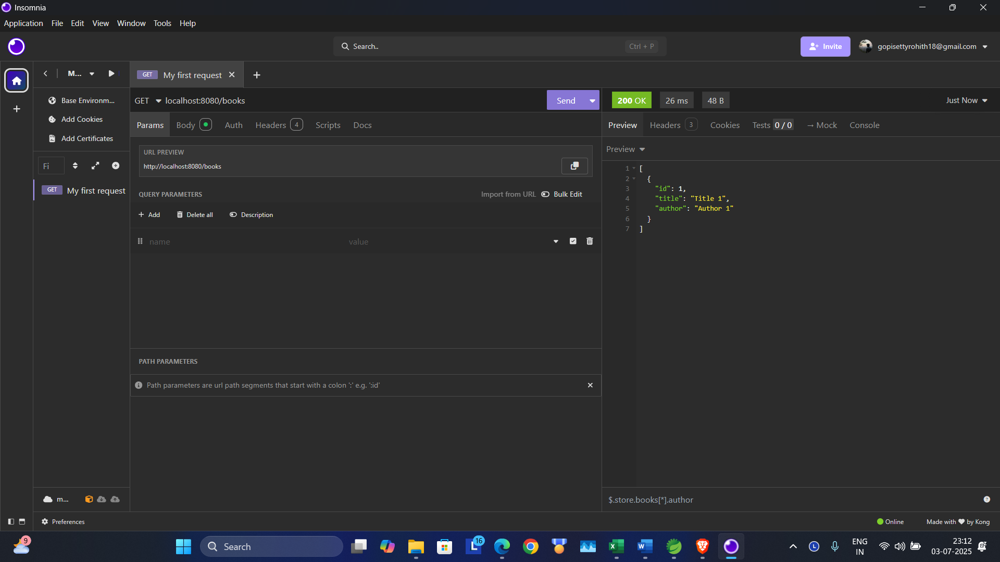 Insomnia
Application File Edit View Window Tools Help
Search.. Ctrl + P
Invite
gopisettyrohith18@gmail.com
M...
GET My first request
Base Environm...
Add Cookies
Add Certificates
Fi
GET My first request
GET localhost:8080/books
Send
Params Body Auth Headers 4 Scripts Docs
URL PREVIEW
http://localhost:8080/books
QUERY PARAMETERS
Import from URL Bulk Edit
Add Delete all Description
name value
PATH PARAMETERS
Path parameters are url path segments that start with a colon ':' e.g. ':id'
200 OK 26 ms 48 B Just Now
Preview Headers 3 Cookies Tests 0 / 0 → Mock Console
Preview
1 [
2 {
3 "id": 1,
4 "title": "Title 1",
5 "author": "Author 1"
6 }
7 ]
$.store.books[*].author
m...
Preferences
Online Made with ❤ by Kong
9
Search
L 16
X
W
L
ENG
IN
23:12
03-07-2025